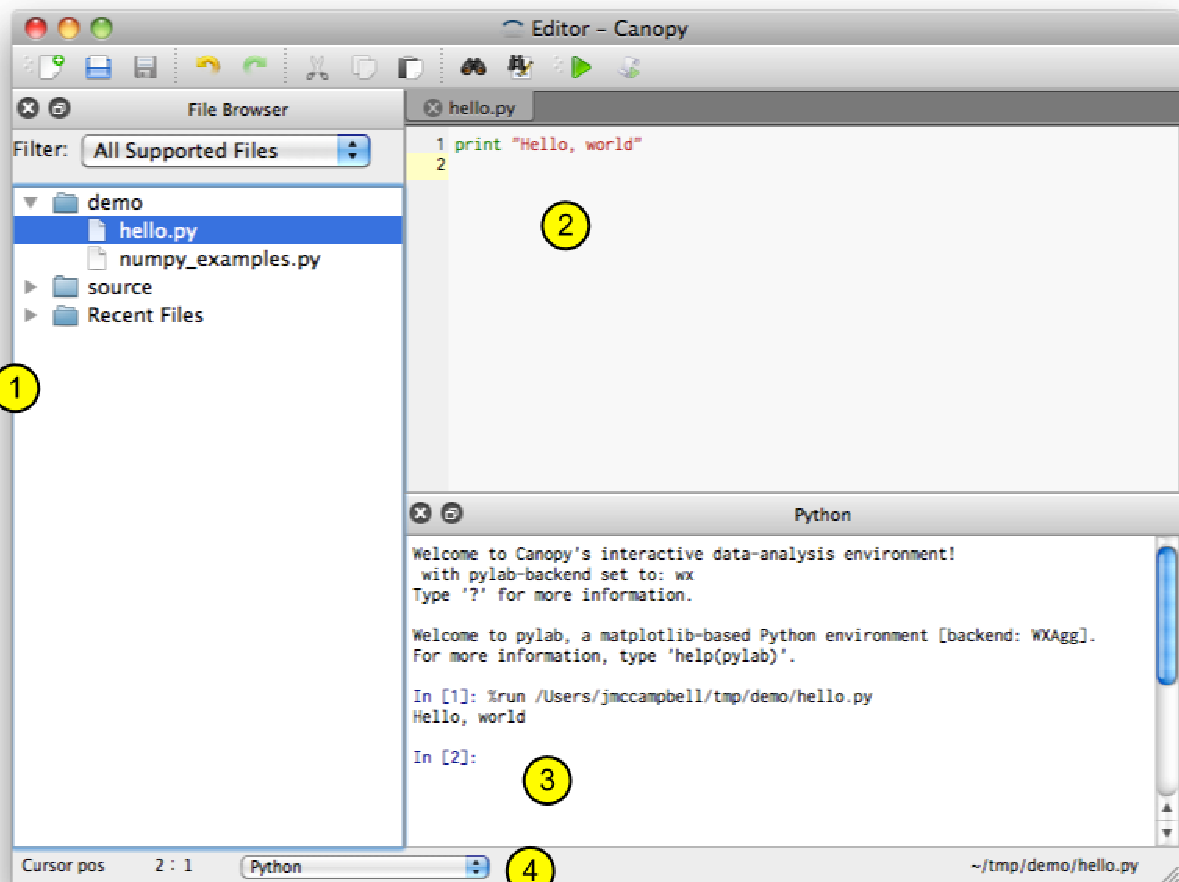 Editor – Canopy
File Browser
Filter: All Supported Files
demo
hello.py
numpy_examples.py
source
Recent Files
1
hello.py
1 print "Hello, world"
2
2
Python
Welcome to Canopy's interactive data-analysis environment!
with pylab-backend set to: wx
Type '?' for more information.
Welcome to pylab, a matplotlib-based Python environment [backend: WXAgg].
For more information, type 'help(pylab)'.
In [1]: %run /Users/jmccampbell/tmp/demo/hello.py
Hello, world
In [2]:
3
Cursor pos 2 : 1 Python 4 ~/tmp/demo/hello.py